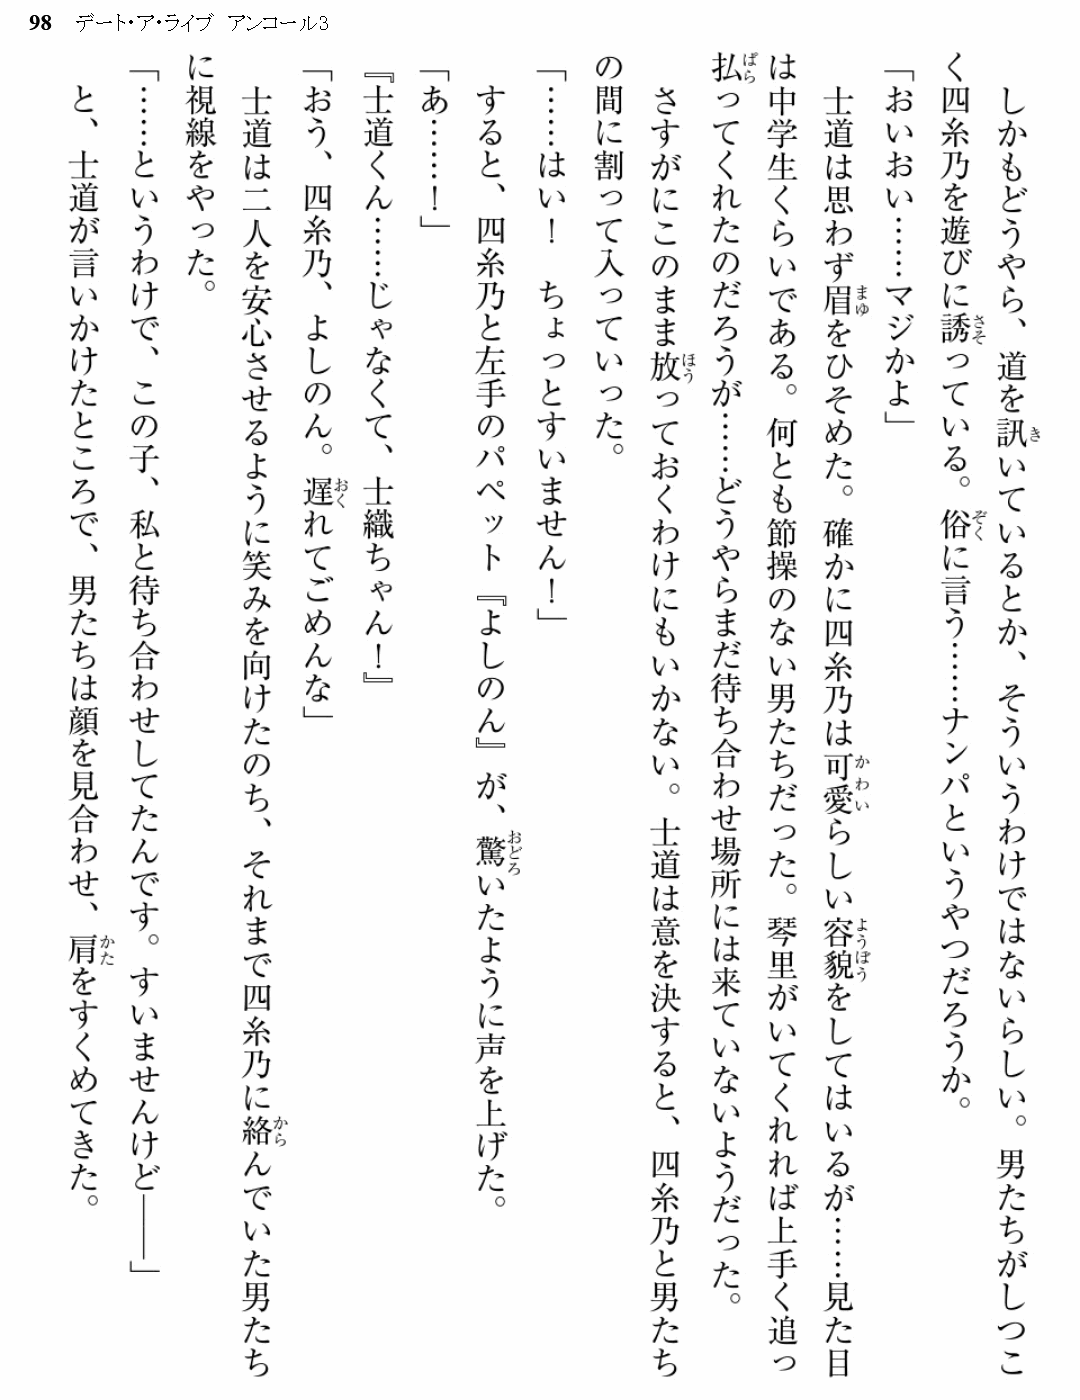 98 デート・ア・ライブ アンコール3
　しかもどうやら、道を訊いているとか、そういうわけではないらしい。男たちがしつこ
く四糸乃を遊びに誘っている。俗に言う……ナンパというやつだろうか。
「おいおい……マジかよ」
　士道は思わず眉をひそめた。確かに四糸乃は可愛らしい容貌をしてはいるが……見た目
は中学生くらいである。何とも節操のない男たちだった。琴里がいてくれれば上手く追っ
払ってくれたのだろうが……どうやらまだ待ち合わせ場所には来ていないようだった。
　さすがにこのまま放っておくわけにもいかない。士道は意を決すると、四糸乃と男たち
の間に割って入っていった。
「……はい！　ちょっとすいません！」
　すると、四糸乃と左手のパペット『よしのん』が、驚いたように声を上げた。
「あ……！」
『士道くん……じゃなくて、士織ちゃん！』
「おう、四糸乃、よしのん。遅れてごめんな」
　士道は二人を安心させるように笑みを向けたのち、それまで四糸乃に絡んでいた男たち
に視線をやった。
「……というわけで、この子、私と待ち合わせしてたんです。すいませんけど――」
　と、士道が言いかけたところで、男たちは顔を見合わせ、肩をすくめてきた。